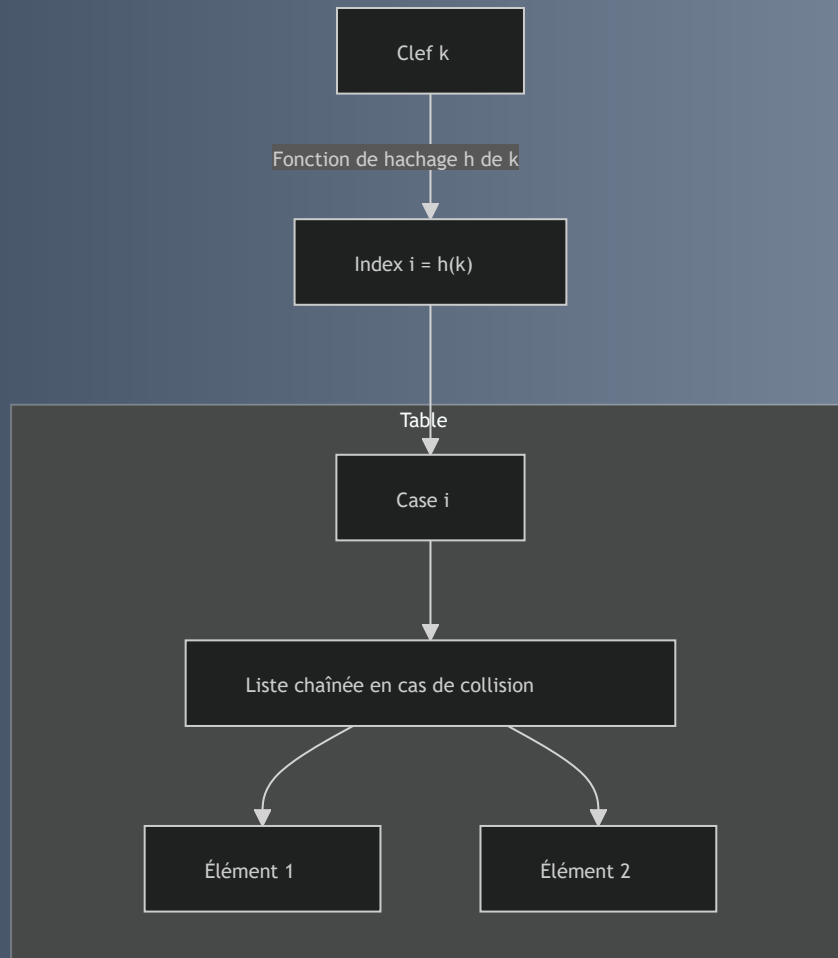 Clef k
Fonction de hachage h de k
Index i = h(k)
Table
Case i
Liste chaînée en cas de collision
Élément 1
Élément 2